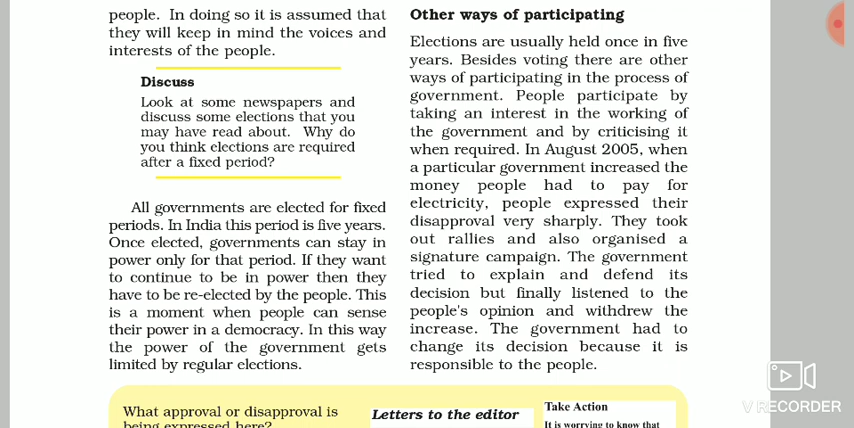 people. In doing so it is assumed that
they will keep in mind the voices and
interests of the people.
Discuss
Look at some newspapers and
discuss some elections that you
may have read about. Why do
you think elections are required
after a fixed period?
All governments are elected for fixed
periods. In India this period is five years.
Once elected, governments can stay in
power only for that period. If they want
to continue to be in power then they
have to be re-elected by the people. This
is a moment when people can sense
their power in a democracy. In this way
the power of the government gets
limited by regular elections.
Other ways of participating
Elections are usually held once in five
years. Besides voting there are other
ways of participating in the process of
government. People participate by
taking an interest in the working of
the government and by criticising it
when required. In August 2005, when
a particular government increased the
money people had to pay for
electricity, people expressed their
disapproval very sharply. They took
out rallies and also organised a
signature campaign. The government
tried to explain and defend its
decision but finally listened to the
people's opinion and withdrew the
increase. The government had to
change its decision because it is
responsible to the people.
What approval or disapproval is
being expressed here?
Letters to the editor
Take Action
It is worrying to know that
V RECORDER